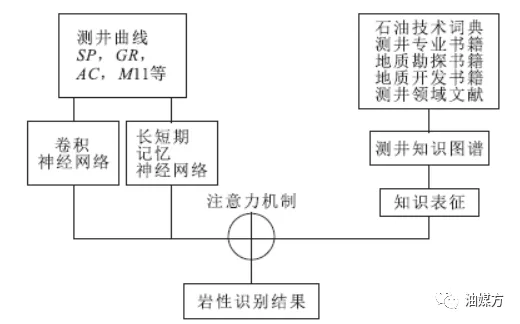 测井曲线
SP，GR，
AC，M11等
石油技术词典
测井专业书籍
地质勘探书籍
地质开发书籍
测井领域文献
卷积
神经网络
长短期
记忆
神经网络
测井知识图谱
知识表征
注意力机制
岩性识别结果
油媒方